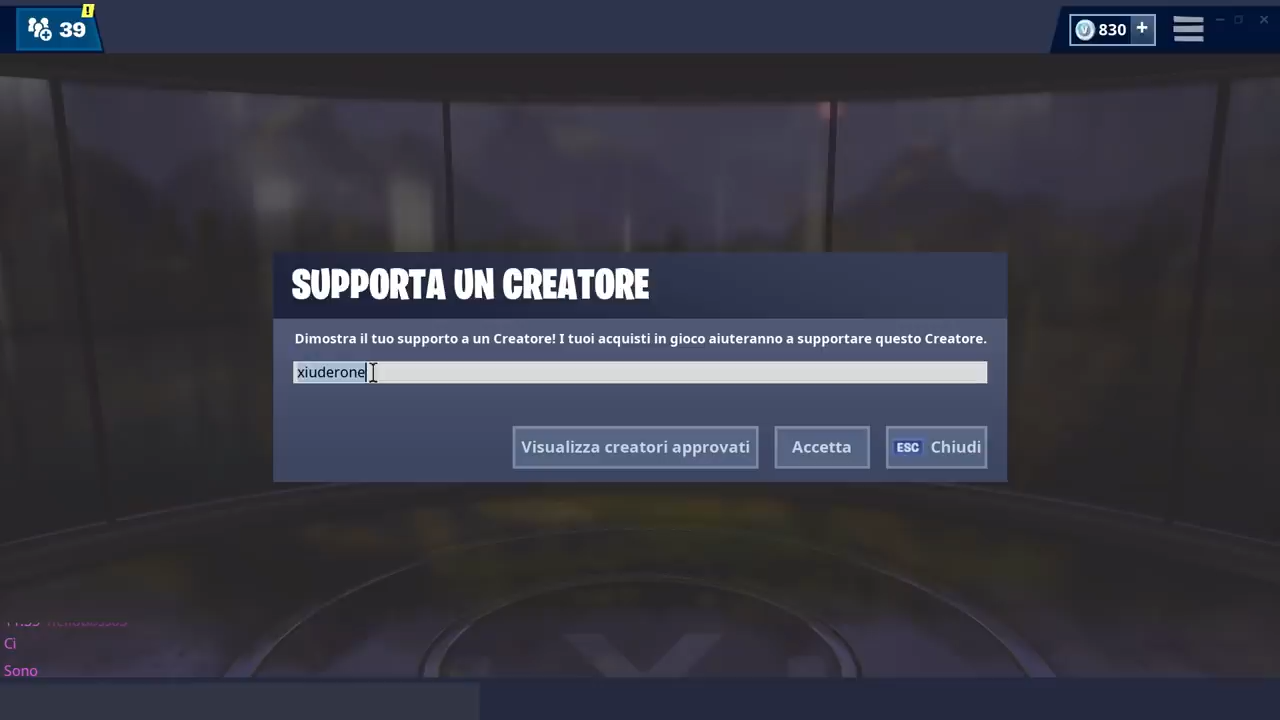 !
39
830 +
SUPPORTA UN CREATORE
Dimostra il tuo supporto a un Creatore! I tuoi acquisti in gioco aiuteranno a supportare questo Creatore.
xiuderone
Visualizza creatori approvati
Accetta
ESC Chiudi
Ci
Sono